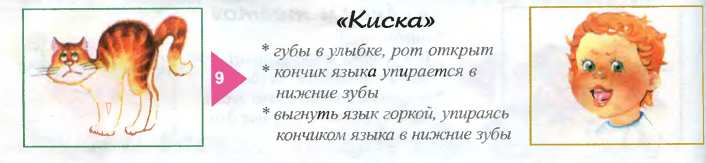 «Киска»
* губы в улыбке, рот открыт
9
* кончик языка упирается в
нижние зубы
* выгнуть язык горкой, упираясь
кончиком языка в нижние зубы